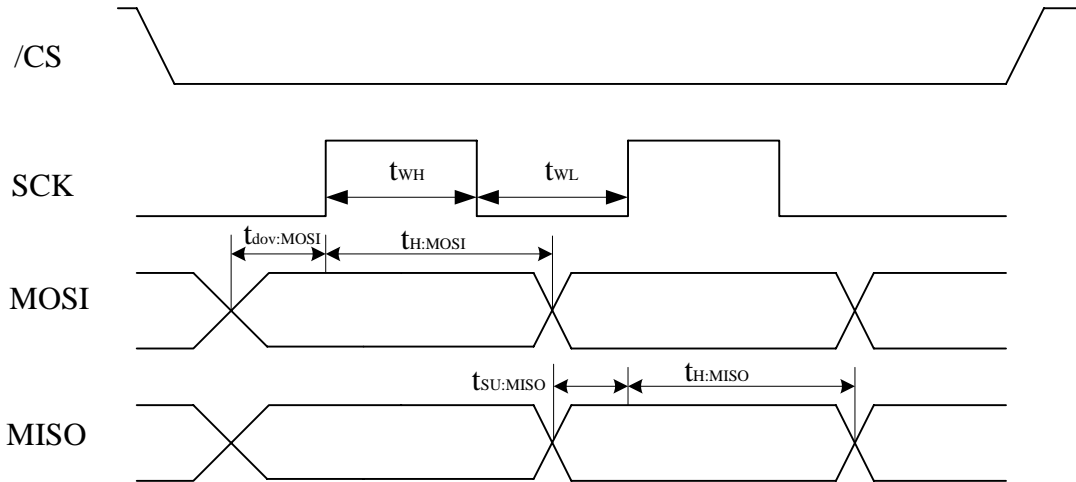 /CS
SCK
tWH
tWL
tdov:MOSI
tH:MOSI
MOSI
tSU:MISO
tH:MISO
MISO